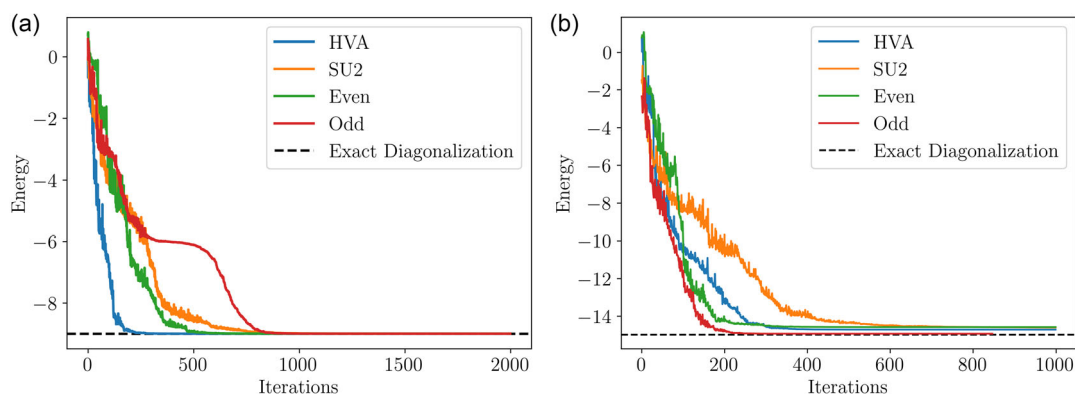 (a)
Energy
0
−2
−4
−6
−8
HVA
SU2
Even
Odd
Exact Diagonalization
0
500
1000
1500
2000
Iterations
(b)
Energy
0
−2
−4
−6
−8
−10
−12
−14
HVA
SU2
Even
Odd
Exact Diagonalization
0
200
400
600
800
1000
Iterations